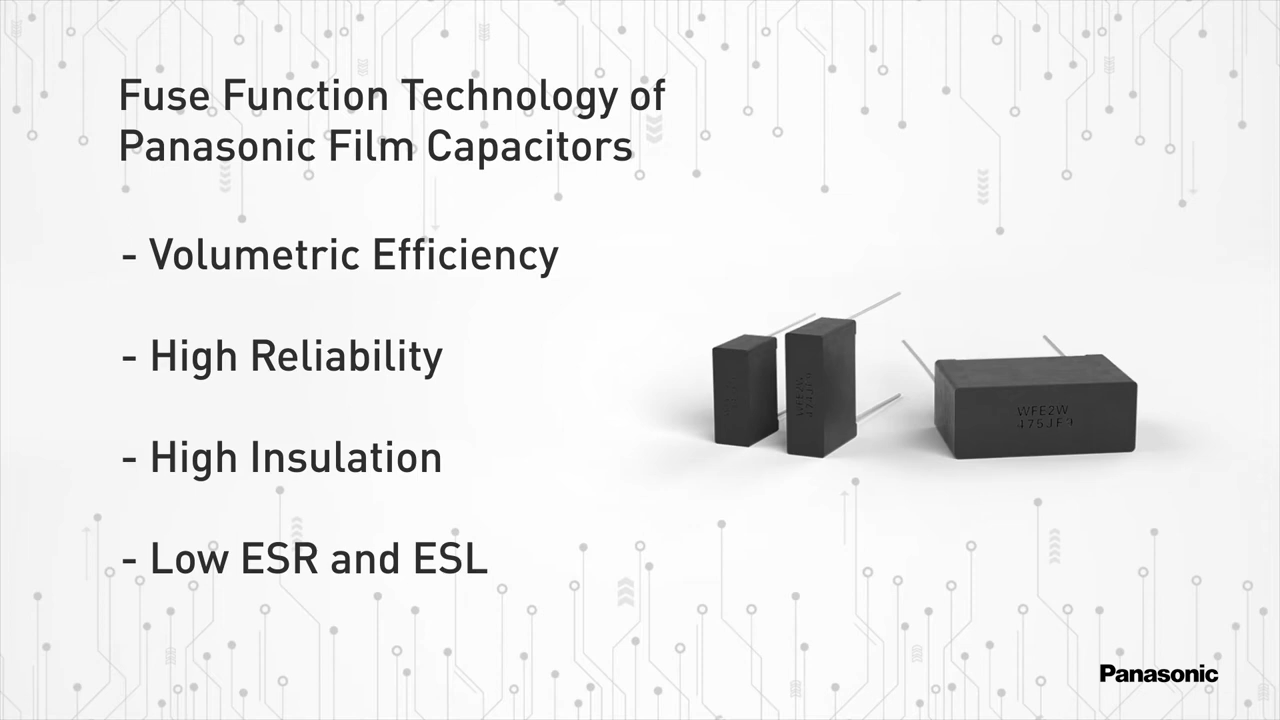 Fuse Function Technology of
Panasonic Film Capacitors
- Volumetric Efficiency
- High Reliability
- High Insulation
- Low ESR and ESL
WFE2W
Panasonic